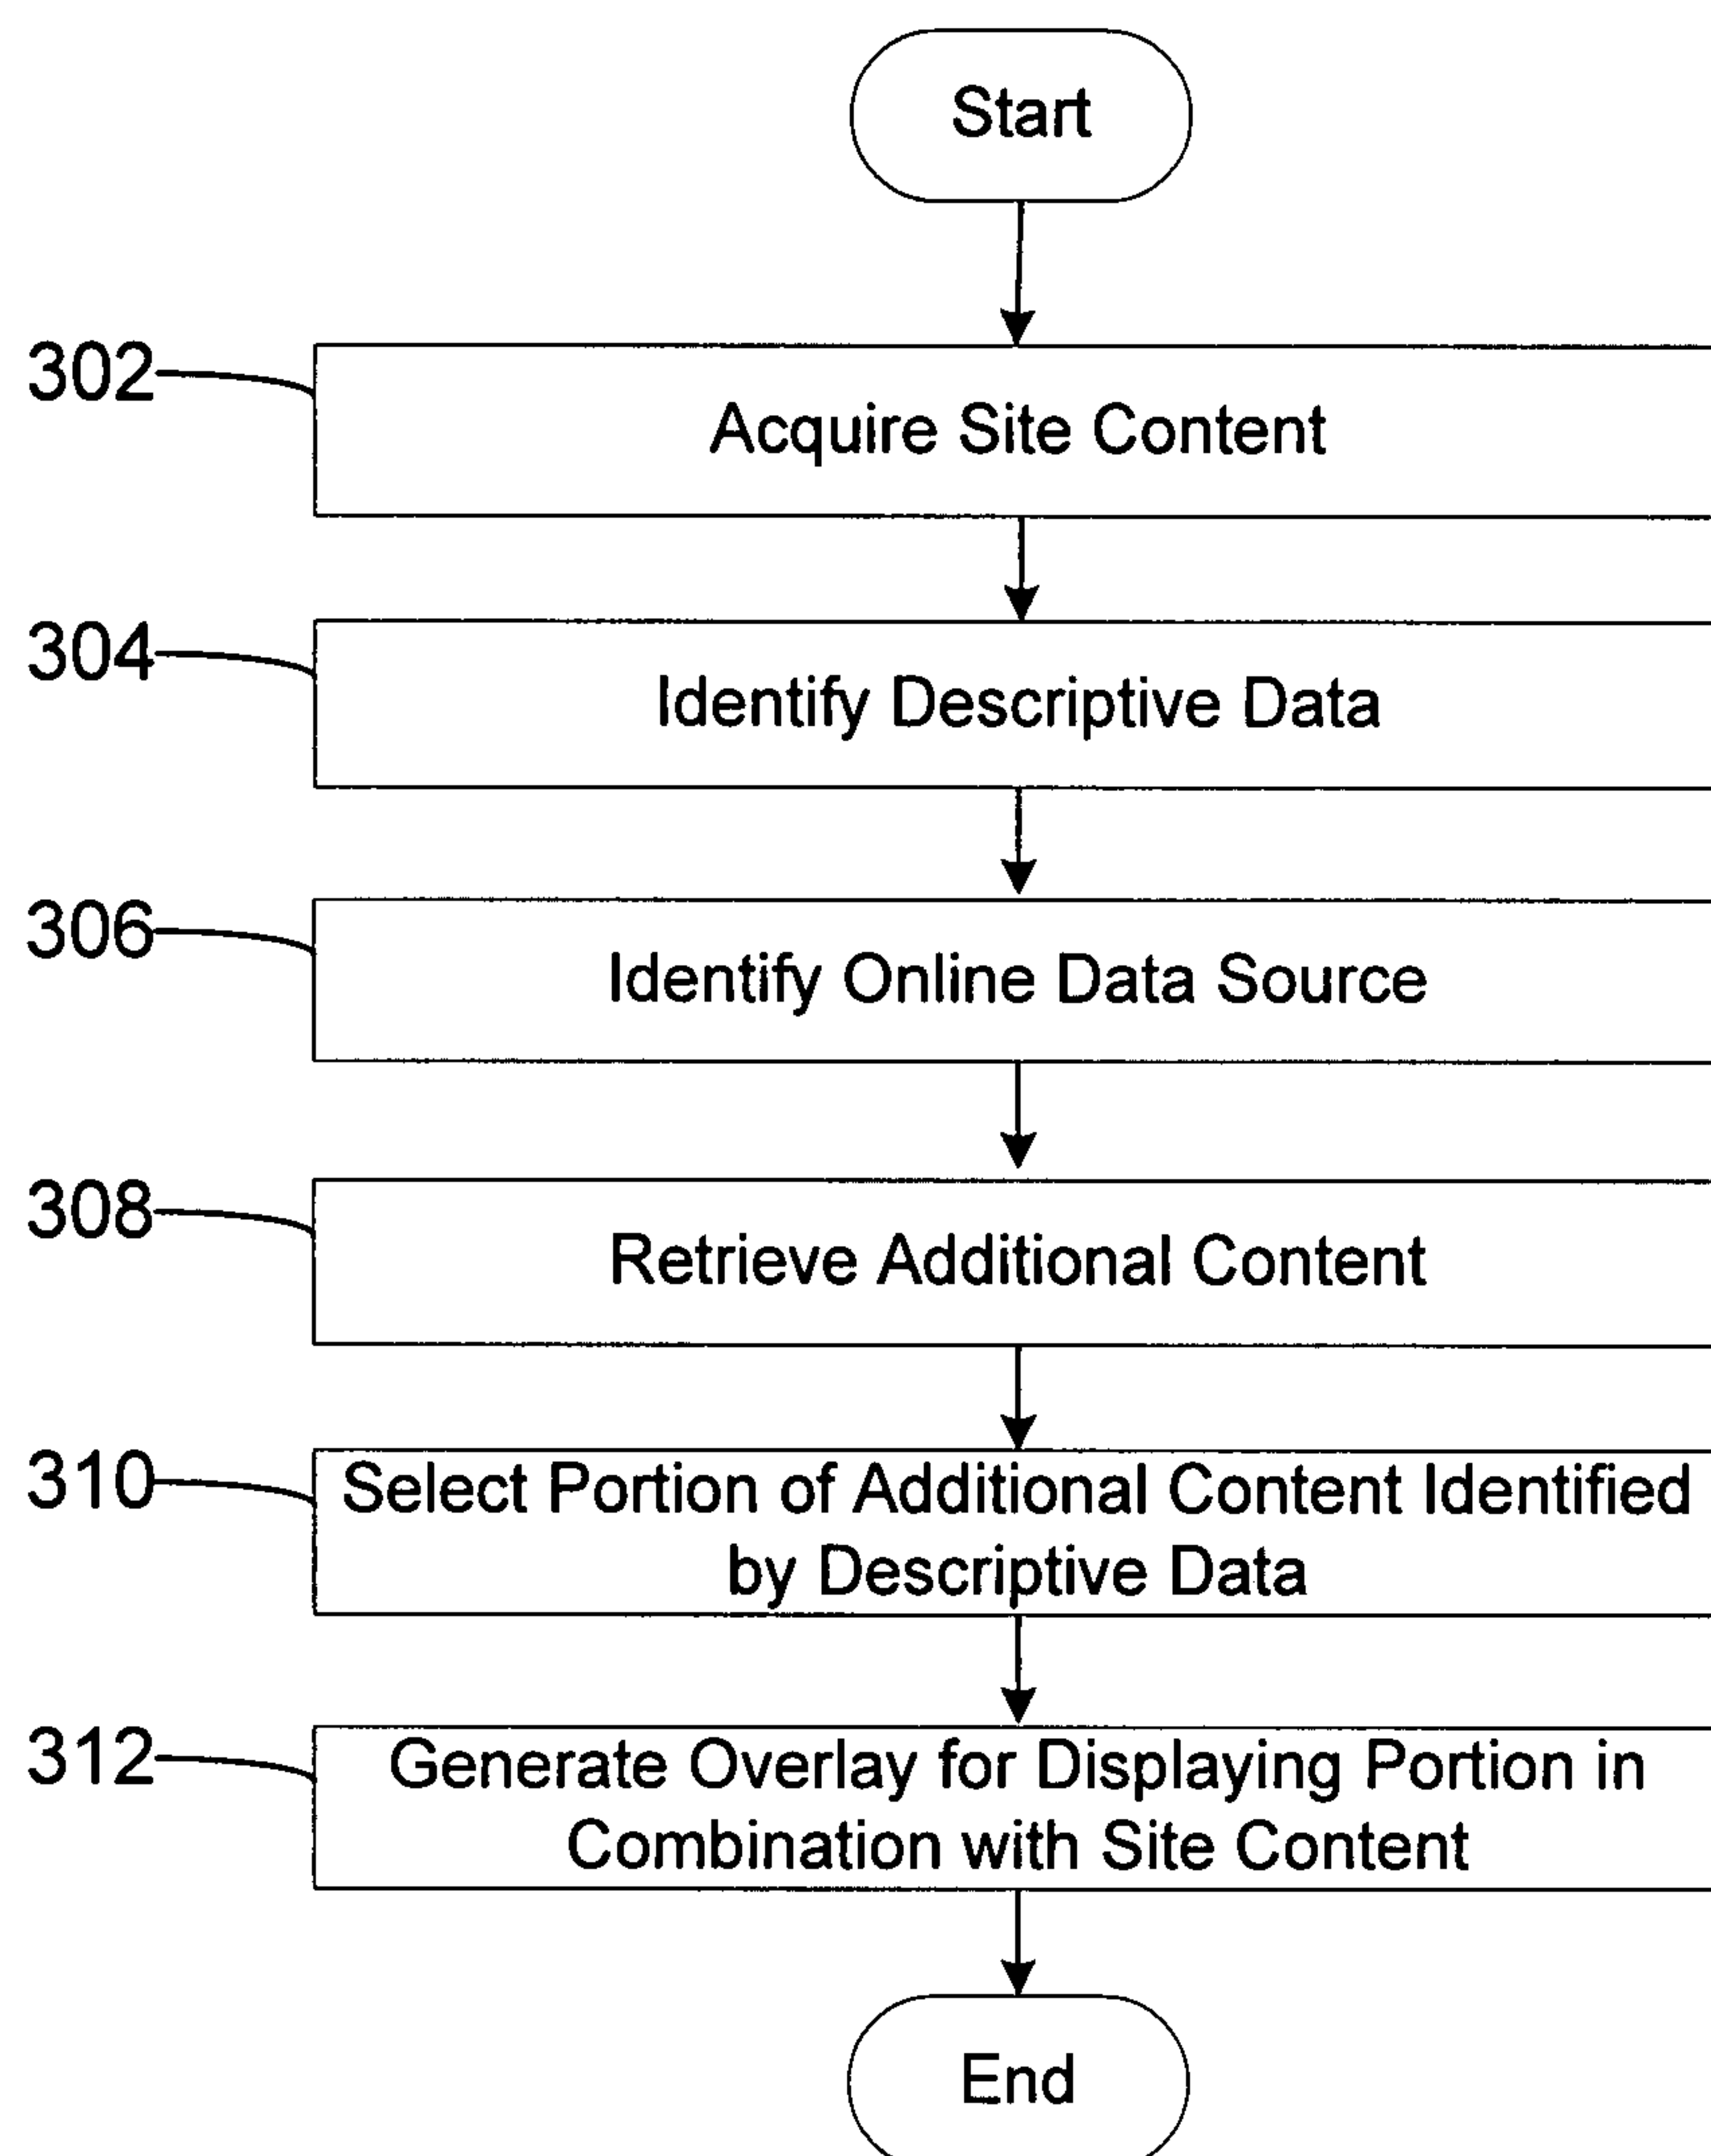 Start
302
Acquire Site Content
304
Identify Descriptive Data
306
Identify Online Data Source
308
Retrieve Additional Content
310
Select Portion of Additional Content Identified
by Descriptive Data
312
Generate Overlay for Displaying Portion in
Combination with Site Content
End